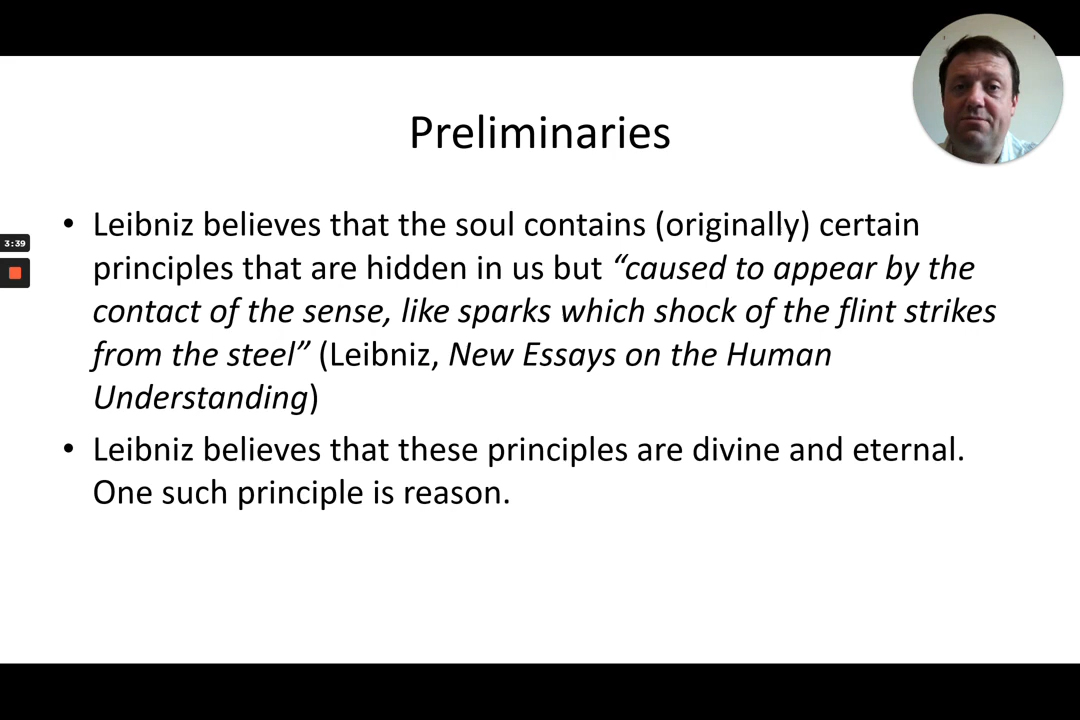 Preliminaries
• Leibniz believes that the soul contains (originally) certain
principles that are hidden in us but “caused to appear by the
contact of the sense, like sparks which shock of the flint strikes
from the steel” (Leibniz, New Essays on the Human
Understanding)
3:39
• Leibniz believes that these principles are divine and eternal.
One such principle is reason.